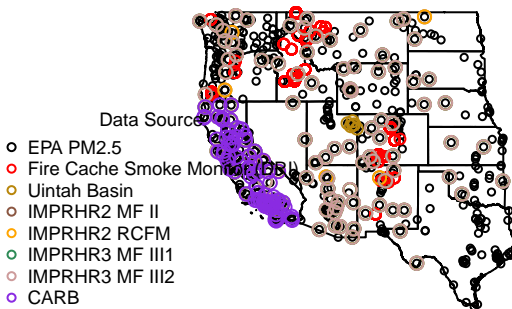 Data Source
EPA PM2.5
Fire Cache Smoke Monitor (DRI)
Uintah Basin
IMPRHR2 MF II
IMPRHR2 RCFM
IMPRHR3 MF III1
IMPRHR3 MF III2
CARB